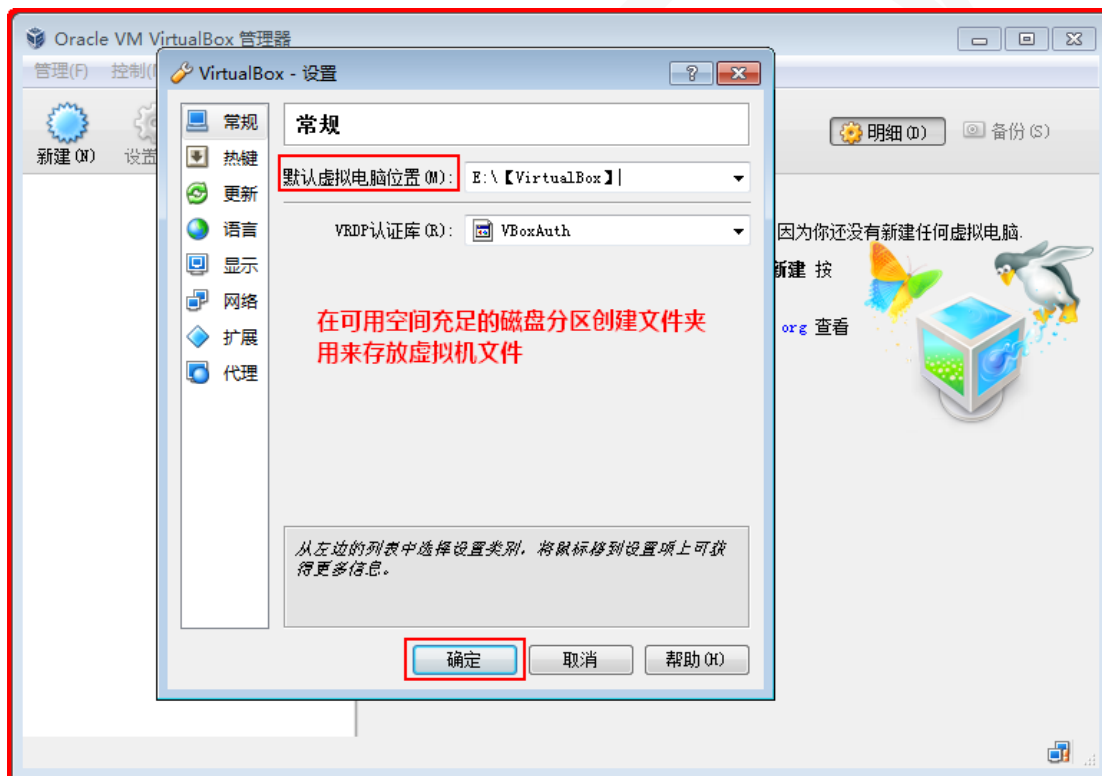 Oracle VM VirtualBox 管理器
管理(F) 控制(
VirtualBox - 设置
新建(N)
设置
明细(D)
备份(S)
常规
热键
更新
语言
显示
网络
扩展
代理
常规
默认虚拟电脑位置(M): E:\【VirtualBox】
VRDP认证库(R): VBoxAuth
在可用空间充足的磁盘分区创建文件夹
用来存放虚拟机文件
从左边的列表中选择设置类别,将鼠标移到设置项上可获
得更多信息。
确定 取消 帮助(H)
因为你还没有新建任何虚拟电脑.
新建 按
org 查看